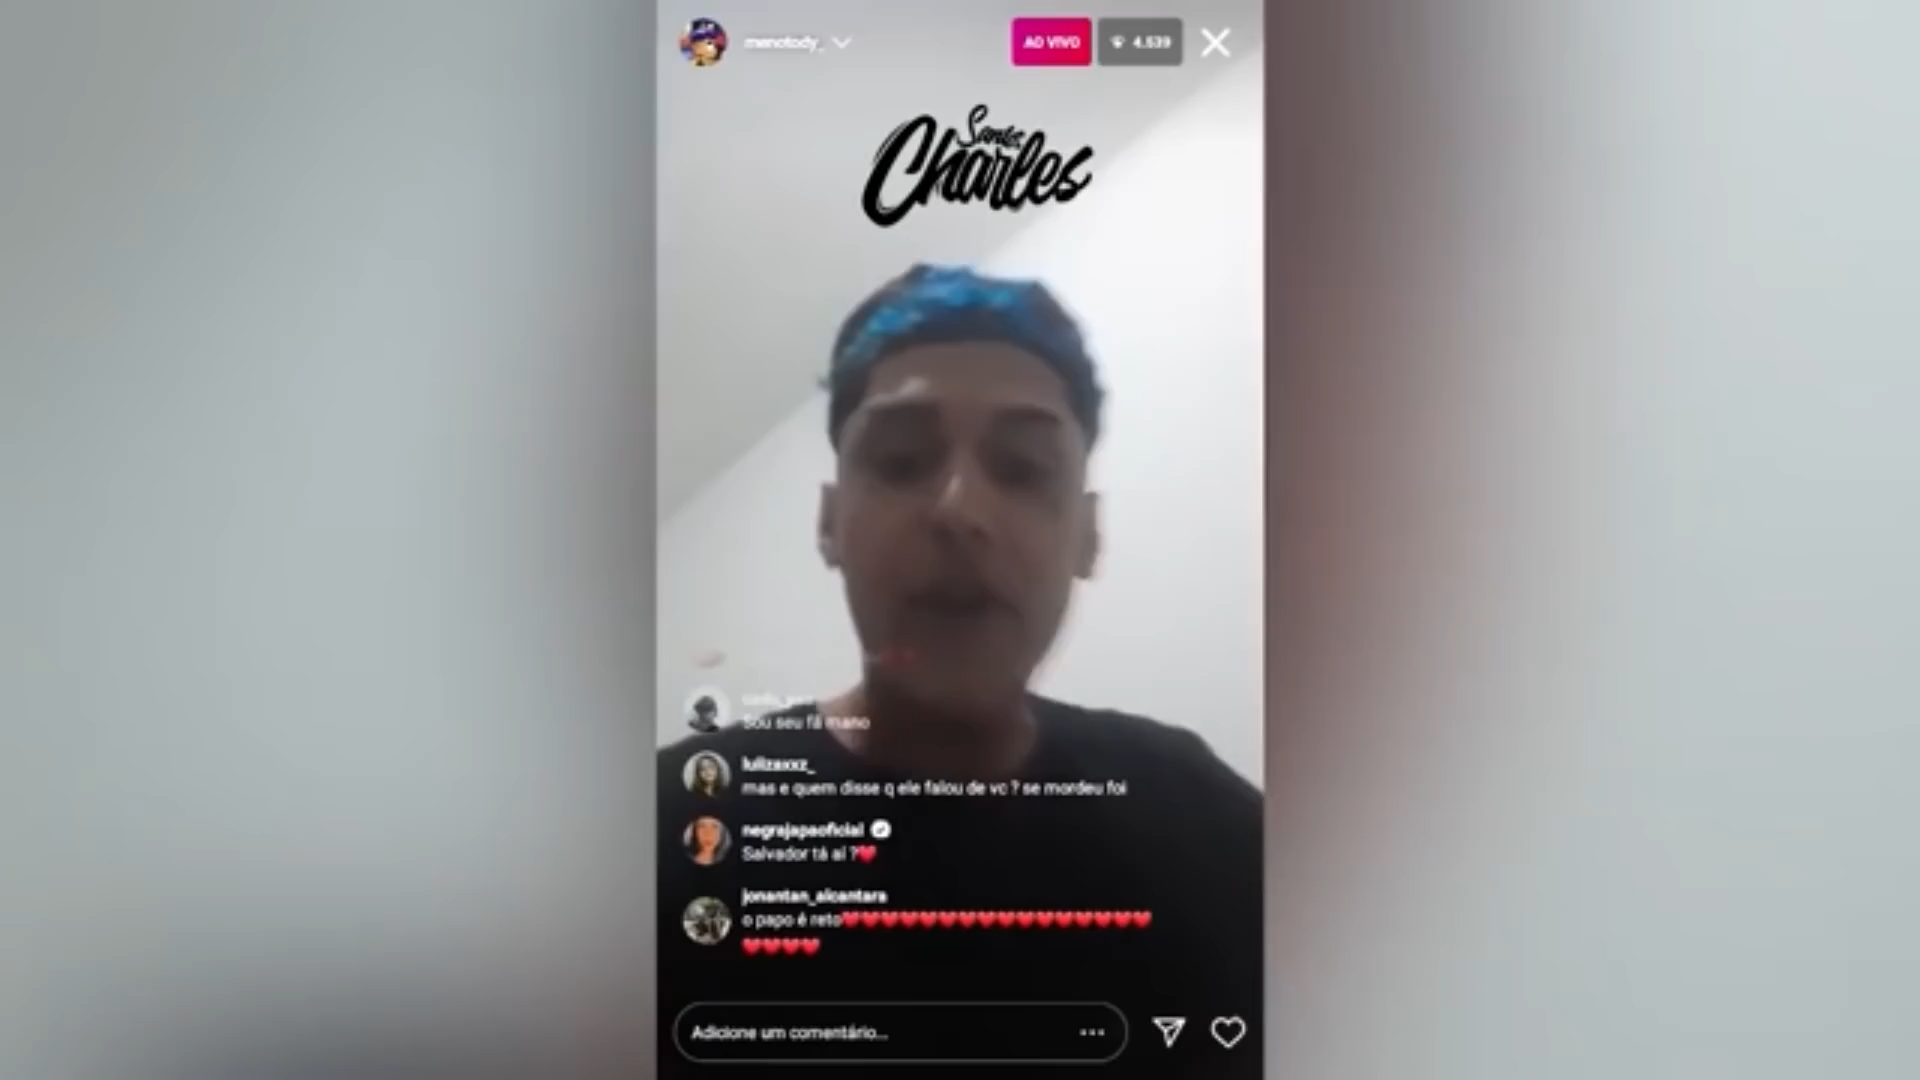 menotody_
AO VIVO
4.539
Santos
Charles
Sou seu fã mano
lulizaxxz_
mas e quem disse q ele falou de vc ? se mordeu foi
negrajapaoficial
Salvador tá aí ?❤️
jonantan_alcantara
o papo é reto❤️❤️❤️❤️❤️❤️❤️❤️❤️❤️❤️❤️❤️❤️❤️❤️
❤️❤️❤️❤️
Adicione um comentário...